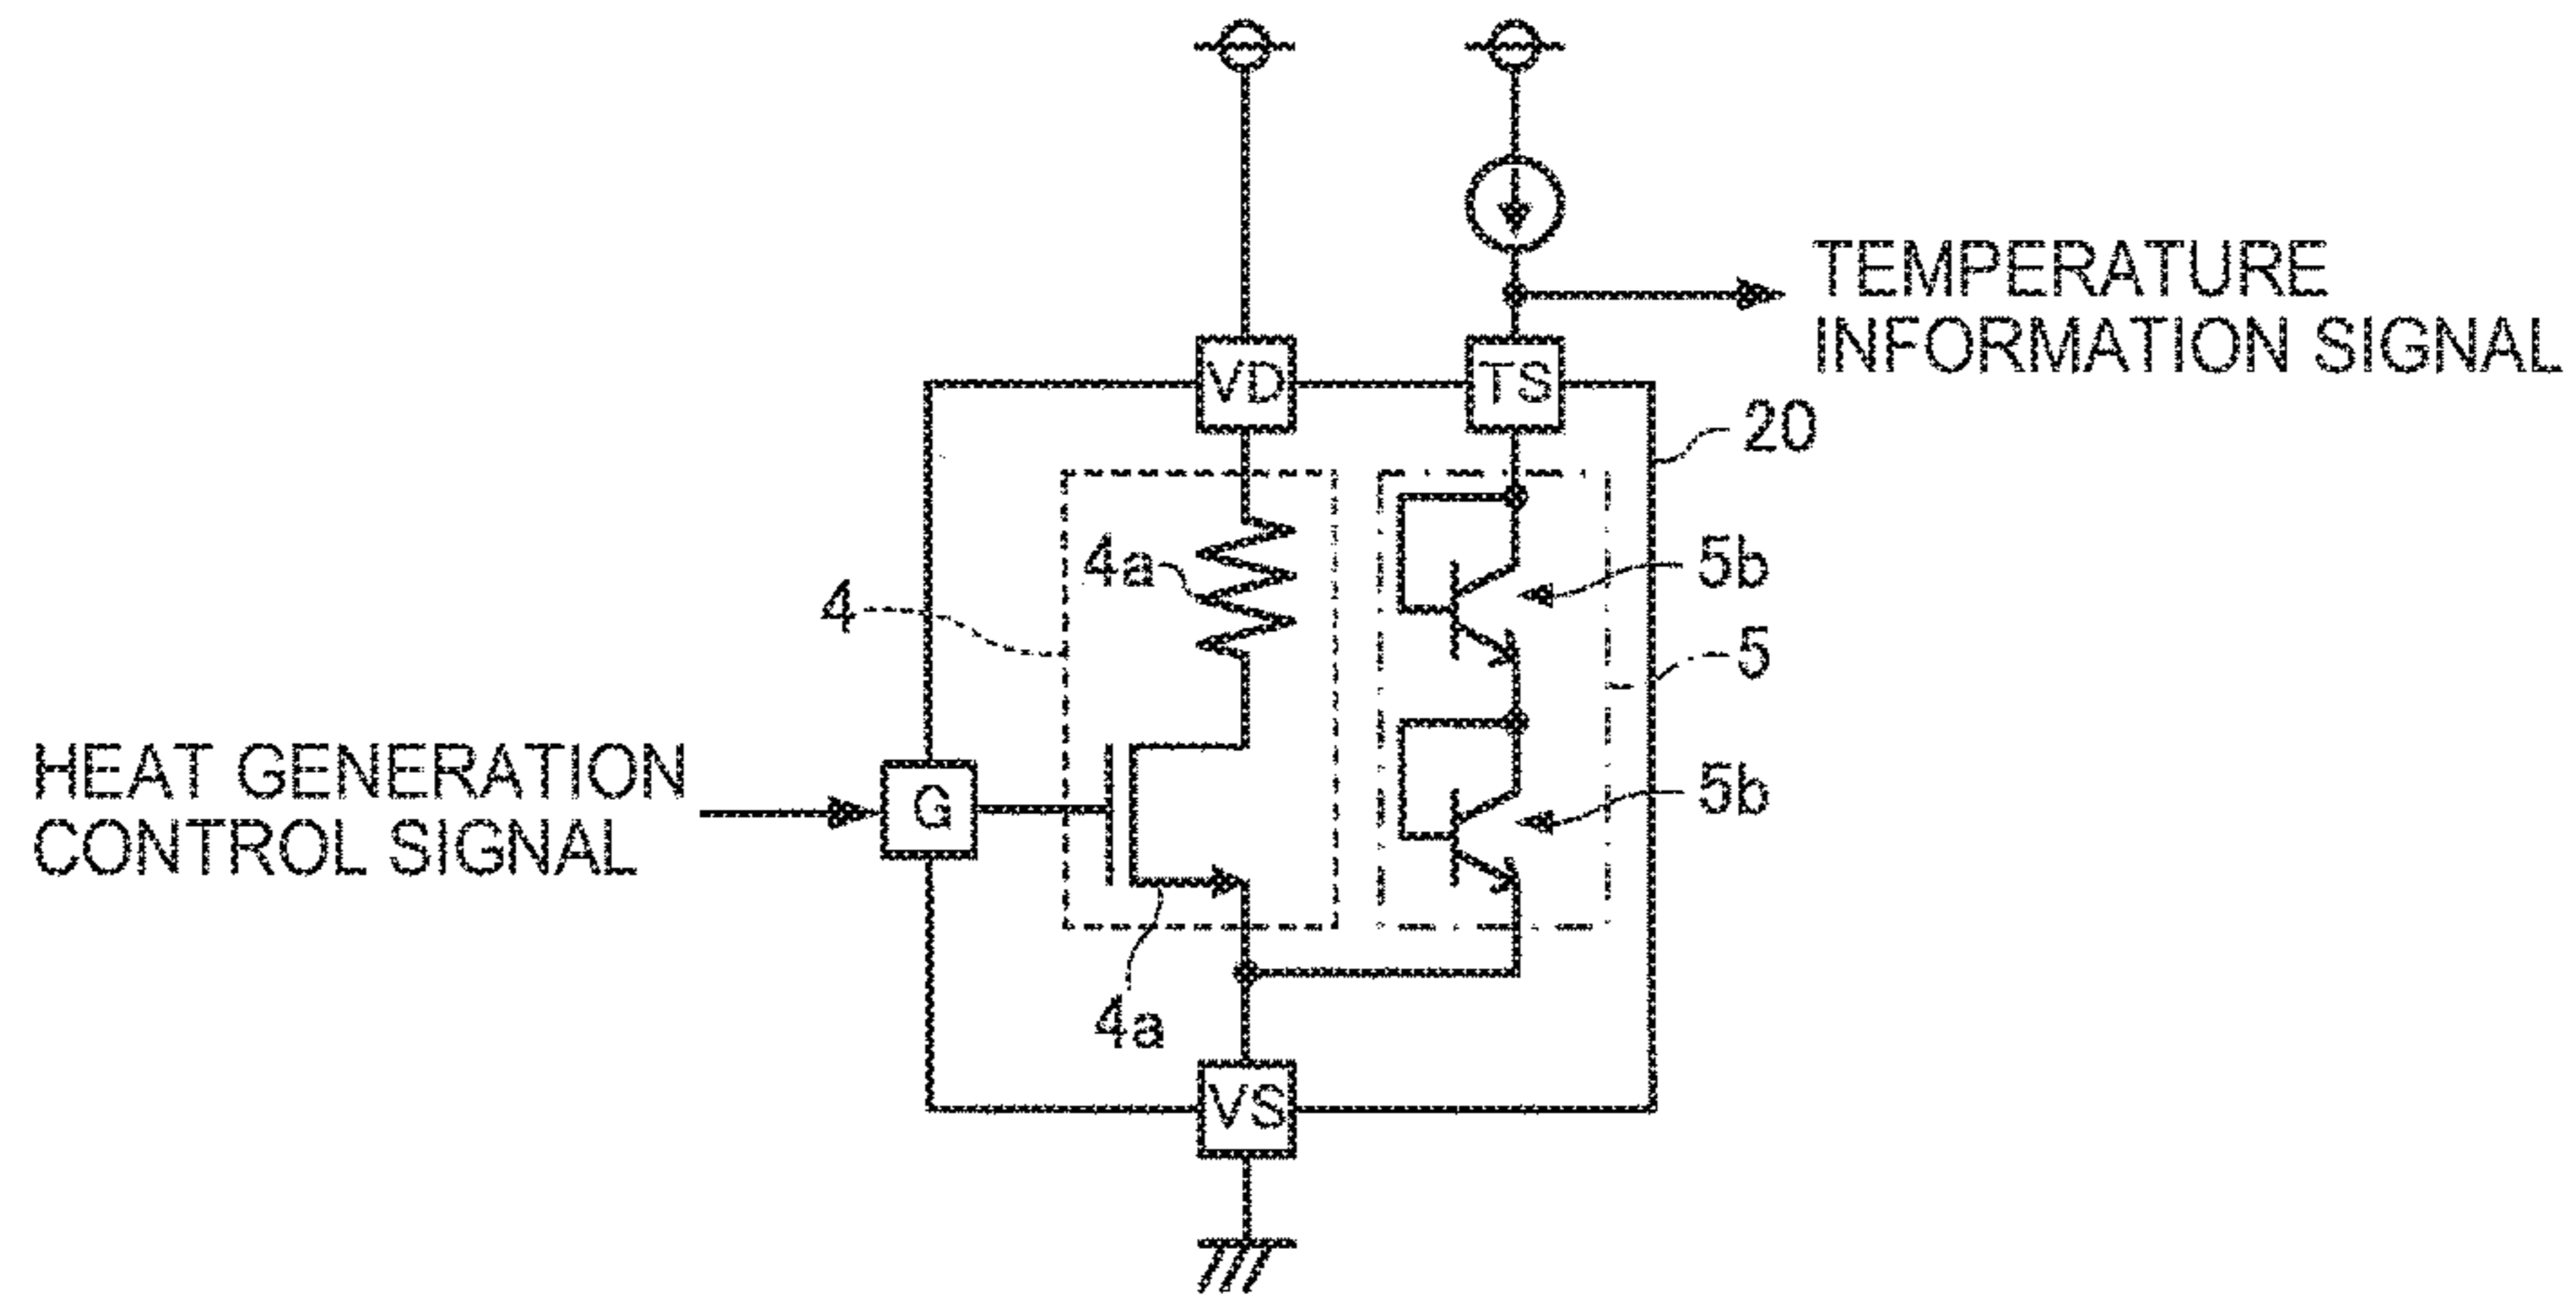 TEMPERATURE
INFORMATION SIGNAL
VD
TS
20
4a
5b
4
5
HEAT GENERATION
CONTROL SIGNAL
G
5b
4a
VS